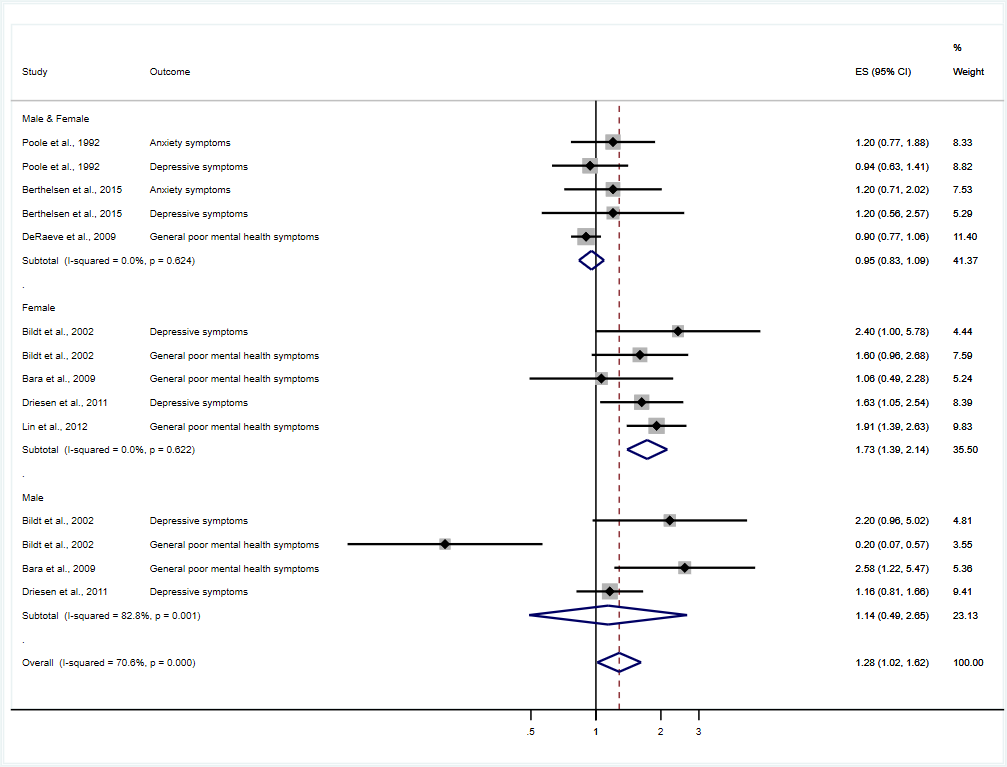 %
Study Outcome ES (95% CI) Weight
Male & Female
Poole et al., 1992 Anxiety symptoms 1.20 (0.77, 1.88) 8.33
Poole et al., 1992 Depressive symptoms 0.94 (0.63, 1.41) 8.82
Berthelsen et al., 2015 Anxiety symptoms 1.20 (0.71, 2.02) 7.53
Berthelsen et al., 2015 Depressive symptoms 1.20 (0.56, 2.57) 5.29
DeRaeve et al., 2009 General poor mental health symptoms 0.90 (0.77, 1.06) 11.40
Subtotal (I-squared = 0.0%, p = 0.624) 0.95 (0.83, 1.09) 41.37
.
Female
Bildt et al., 2002 Depressive symptoms 2.40 (1.00, 5.78) 4.44
Bildt et al., 2002 General poor mental health symptoms 1.60 (0.96, 2.68) 7.59
Bara et al., 2009 General poor mental health symptoms 1.06 (0.49, 2.28) 5.24
Driesen et al., 2011 Depressive symptoms 1.63 (1.05, 2.54) 8.39
Lin et al., 2012 General poor mental health symptoms 1.91 (1.39, 2.63) 9.83
Subtotal (I-squared = 0.0%, p = 0.622) 1.73 (1.39, 2.14) 35.50
.
Male
Bildt et al., 2002 Depressive symptoms 2.20 (0.96, 5.02) 4.81
Bildt et al., 2002 General poor mental health symptoms 0.20 (0.07, 0.57) 3.55
Bara et al., 2009 General poor mental health symptoms 2.58 (1.22, 5.47) 5.36
Driesen et al., 2011 Depressive symptoms 1.16 (0.81, 1.66) 9.41
Subtotal (I-squared = 82.8%, p = 0.001) 1.14 (0.49, 2.65) 23.13
.
Overall (I-squared = 70.6%, p = 0.000) 1.28 (1.02, 1.62) 100.00
.5 1 2 3